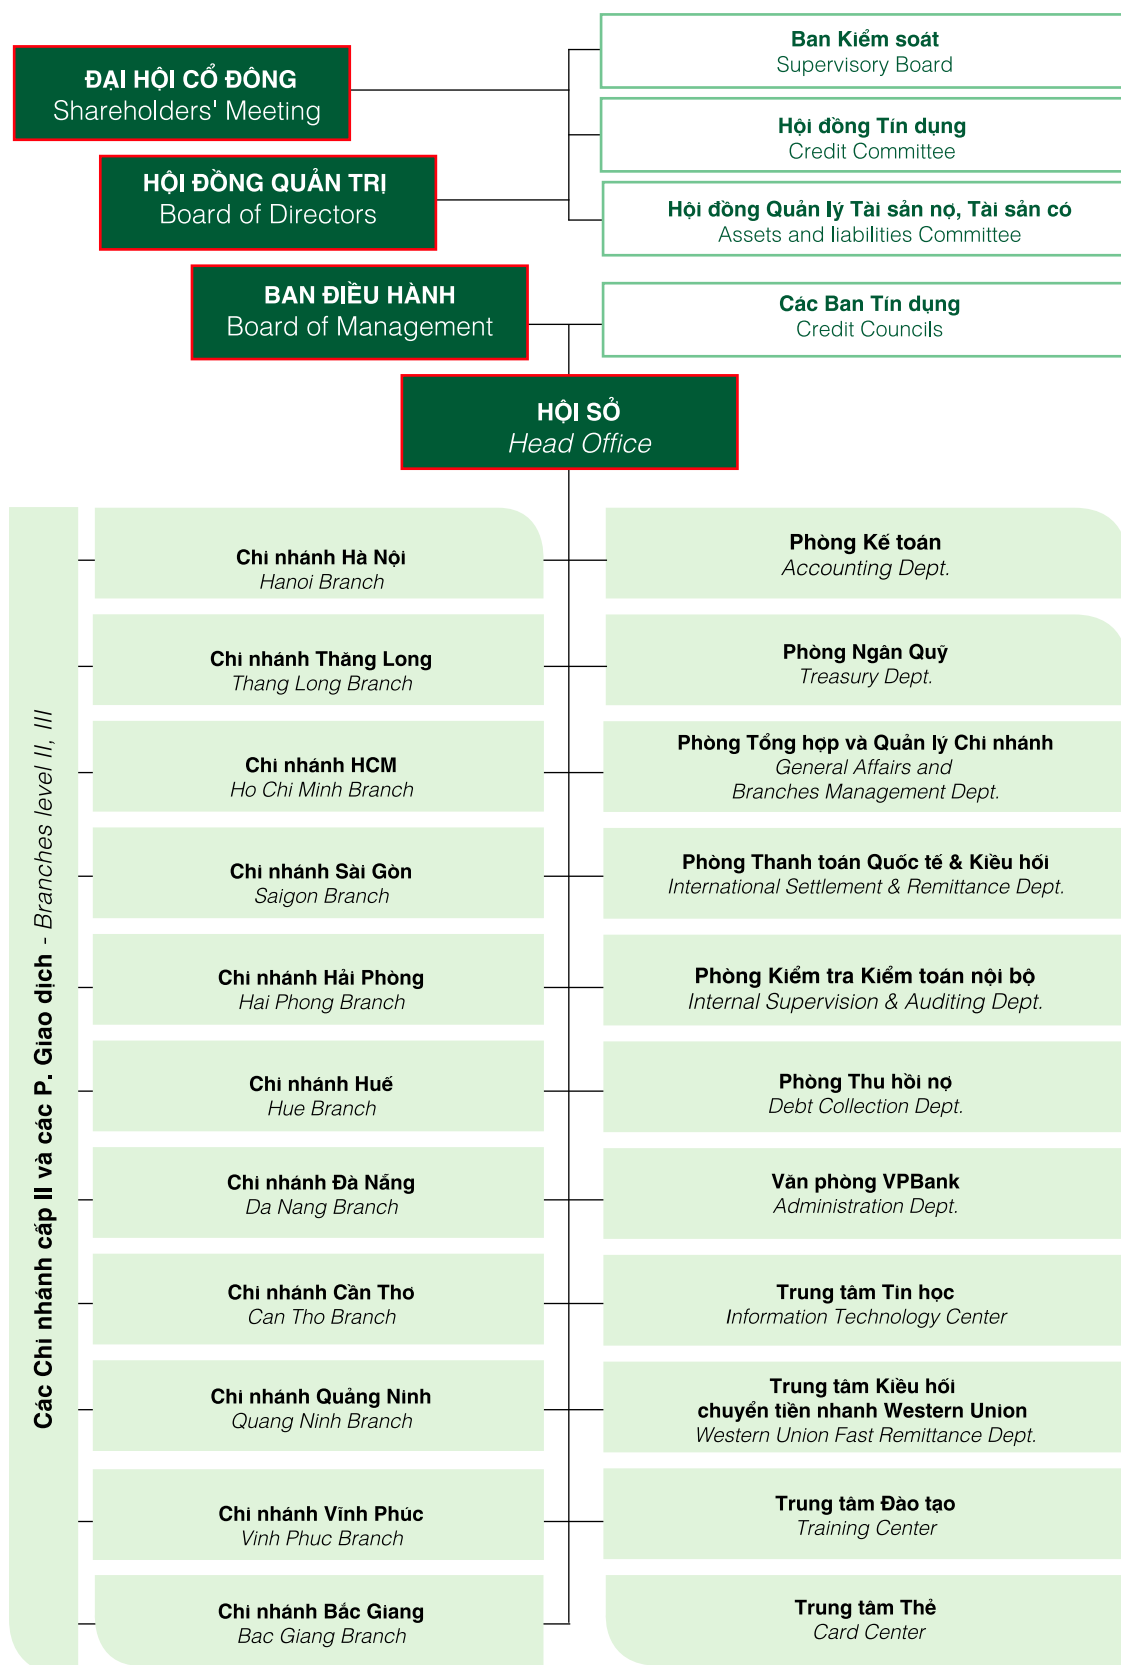 ĐẠI HỘI CỔ ĐÔNG
Shareholders' Meeting
HỘI ĐỒNG QUẢN TRỊ
Board of Directors
BAN ĐIỀU HÀNH
Board of Management
Ban Kiểm soát
Supervisory Board
Hội đồng Tín dụng
Credit Committee
Hội đồng Quản lý Tài sản nợ, Tài sản có
Assets and liabilities Committee
Các Ban Tín dụng
Credit Councils
HỘI SỞ
Head Office
Các Chi nhánh cấp II và các P. Giao dịch - Branches level II, III
Chi nhánh Hà Nội
Hanoi Branch
Chi nhánh Thăng Long
Thang Long Branch
Chi nhánh HCM
Ho Chi Minh Branch
Chi nhánh Sài Gòn
Saigon Branch
Chi nhánh Hải Phòng
Hai Phong Branch
Chi nhánh Huế
Hue Branch
Chi nhánh Đà Nẵng
Da Nang Branch
Chi nhánh Cần Thơ
Can Tho Branch
Chi nhánh Quảng Ninh
Quang Ninh Branch
Chi nhánh Vĩnh Phúc
Vinh Phuc Branch
Chi nhánh Bắc Giang
Bac Giang Branch
Phòng Kế toán
Accounting Dept.
Phòng Ngân Quỹ
Treasury Dept.
Phòng Tổng hợp và Quản lý Chi nhánh
General Affairs and
Branches Management Dept.
Phòng Thanh toán Quốc tế & Kiều hối
International Settlement & Remittance Dept.
Phòng Kiểm tra Kiểm toán nội bộ
Internal Supervision & Auditing Dept.
Phòng Thu hồi nợ
Debt Collection Dept.
Văn phòng VPBank
Administration Dept.
Trung tâm Tin học
Information Technology Center
Trung tâm Kiều hối
chuyển tiền nhanh Western Union
Western Union Fast Remittance Dept.
Trung tâm Đào tạo
Training Center
Trung tâm Thẻ
Card Center